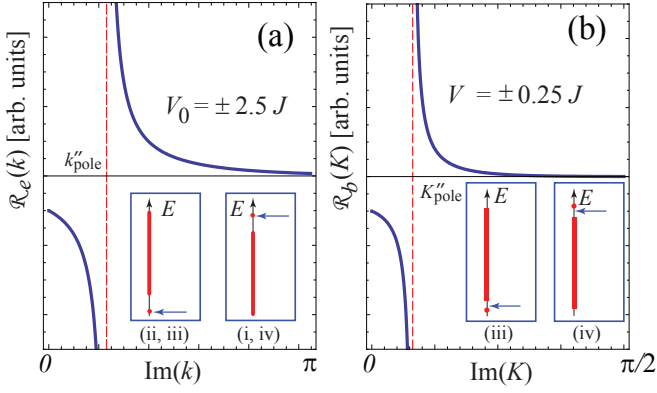 (a)
(b)
ℛₑ(k) [arb. units]
V₀ = ± 2.5 J
k″pole
E
E
(ii, iii)
(i, iv)
0
Im(k)
π
ℛ_b(K) [arb. units]
V = ± 0.25 J
K″pole
E
E
(iii)
(iv)
0
Im(K)
π/2